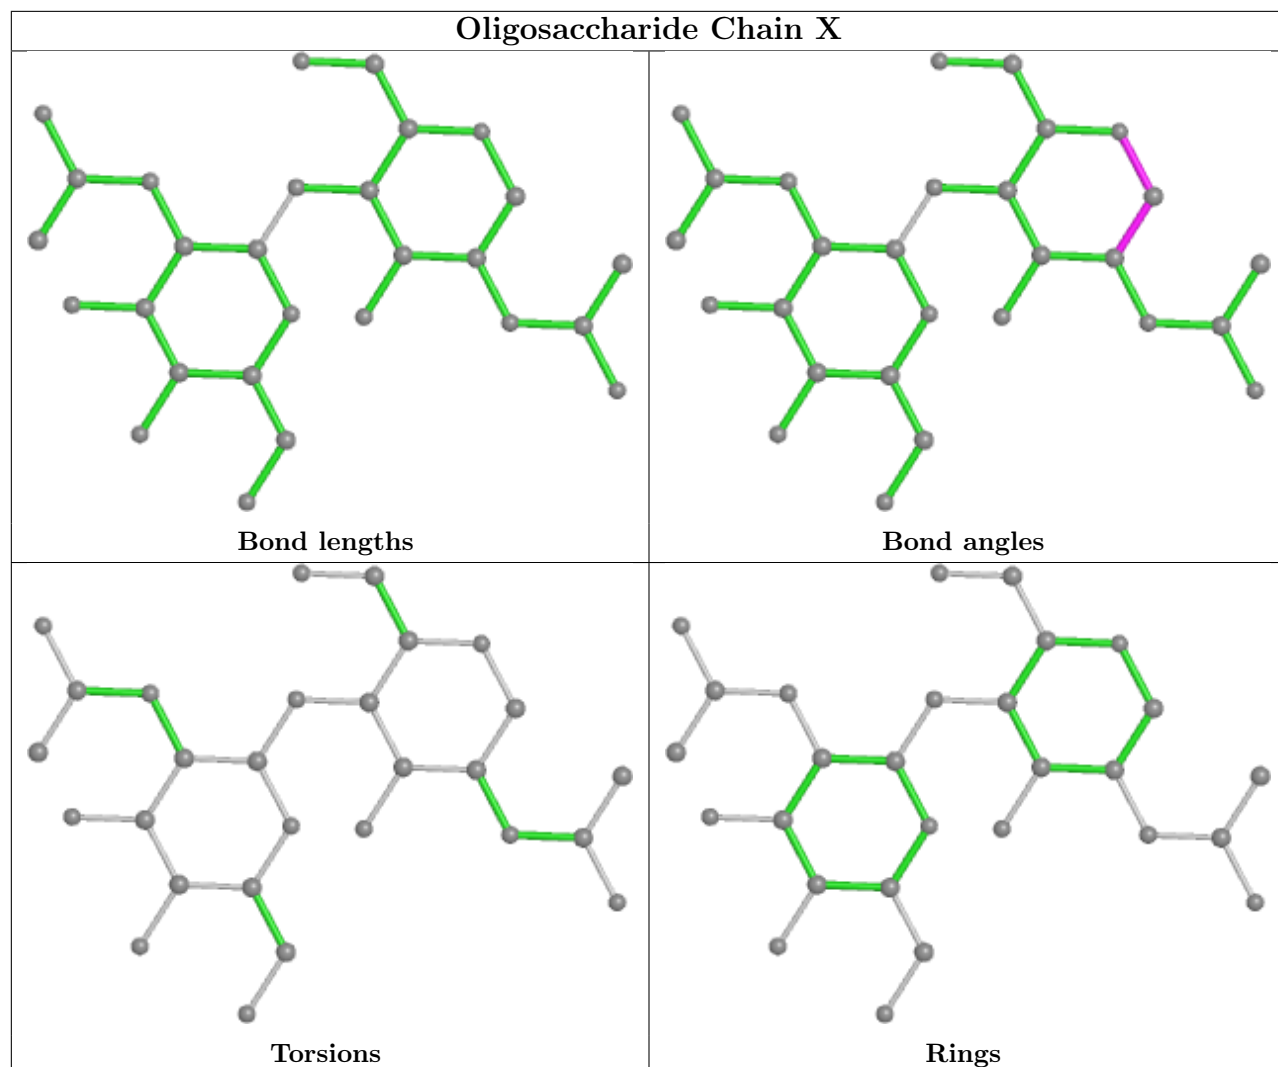 Oligosaccharide Chain X
Bond lengths
Bond angles
Torsions
Rings